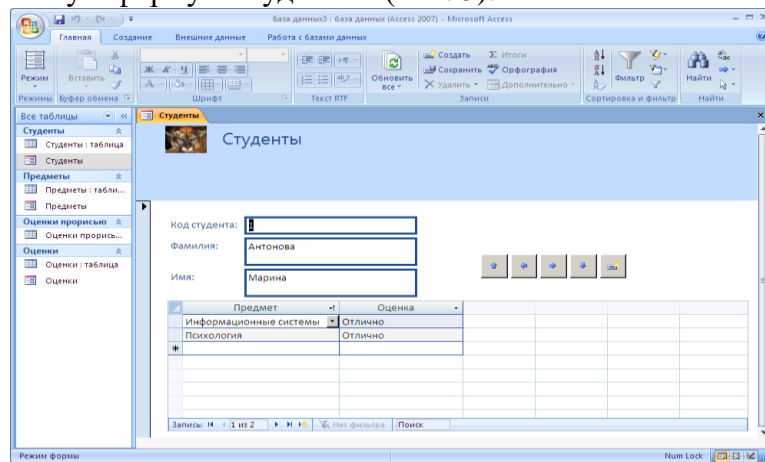 База данных3 : база данных (Access 2007) - Microsoft Access
Главная Создание Внешние данные Работа с базами данных
Режим
Режимы
Вставить
Буфер обмена
Ж К Ч
А
Шрифт
Текст RTF
Обновить все
Создать
Сохранить
Удалить
Σ Итоги
Орфография
Дополнительно
Записи
Фильтр
Сортировка и фильтр
Найти
Найти
Все таблицы
Студенты
Студенты : таблица
Студенты
Предметы
Предметы : табли...
Предметы
Оценки прорисью
Оценки прорись...
Оценки
Оценки : таблица
Оценки
Студенты
Студенты
Код студента:
Фамилия: Антонова
Имя: Марина
Предмет Оценка
Информационные системы Отлично
Психология Отлично
Записи: 1 из 2 Нет фильтра Поиск
Режим формы Num Lock